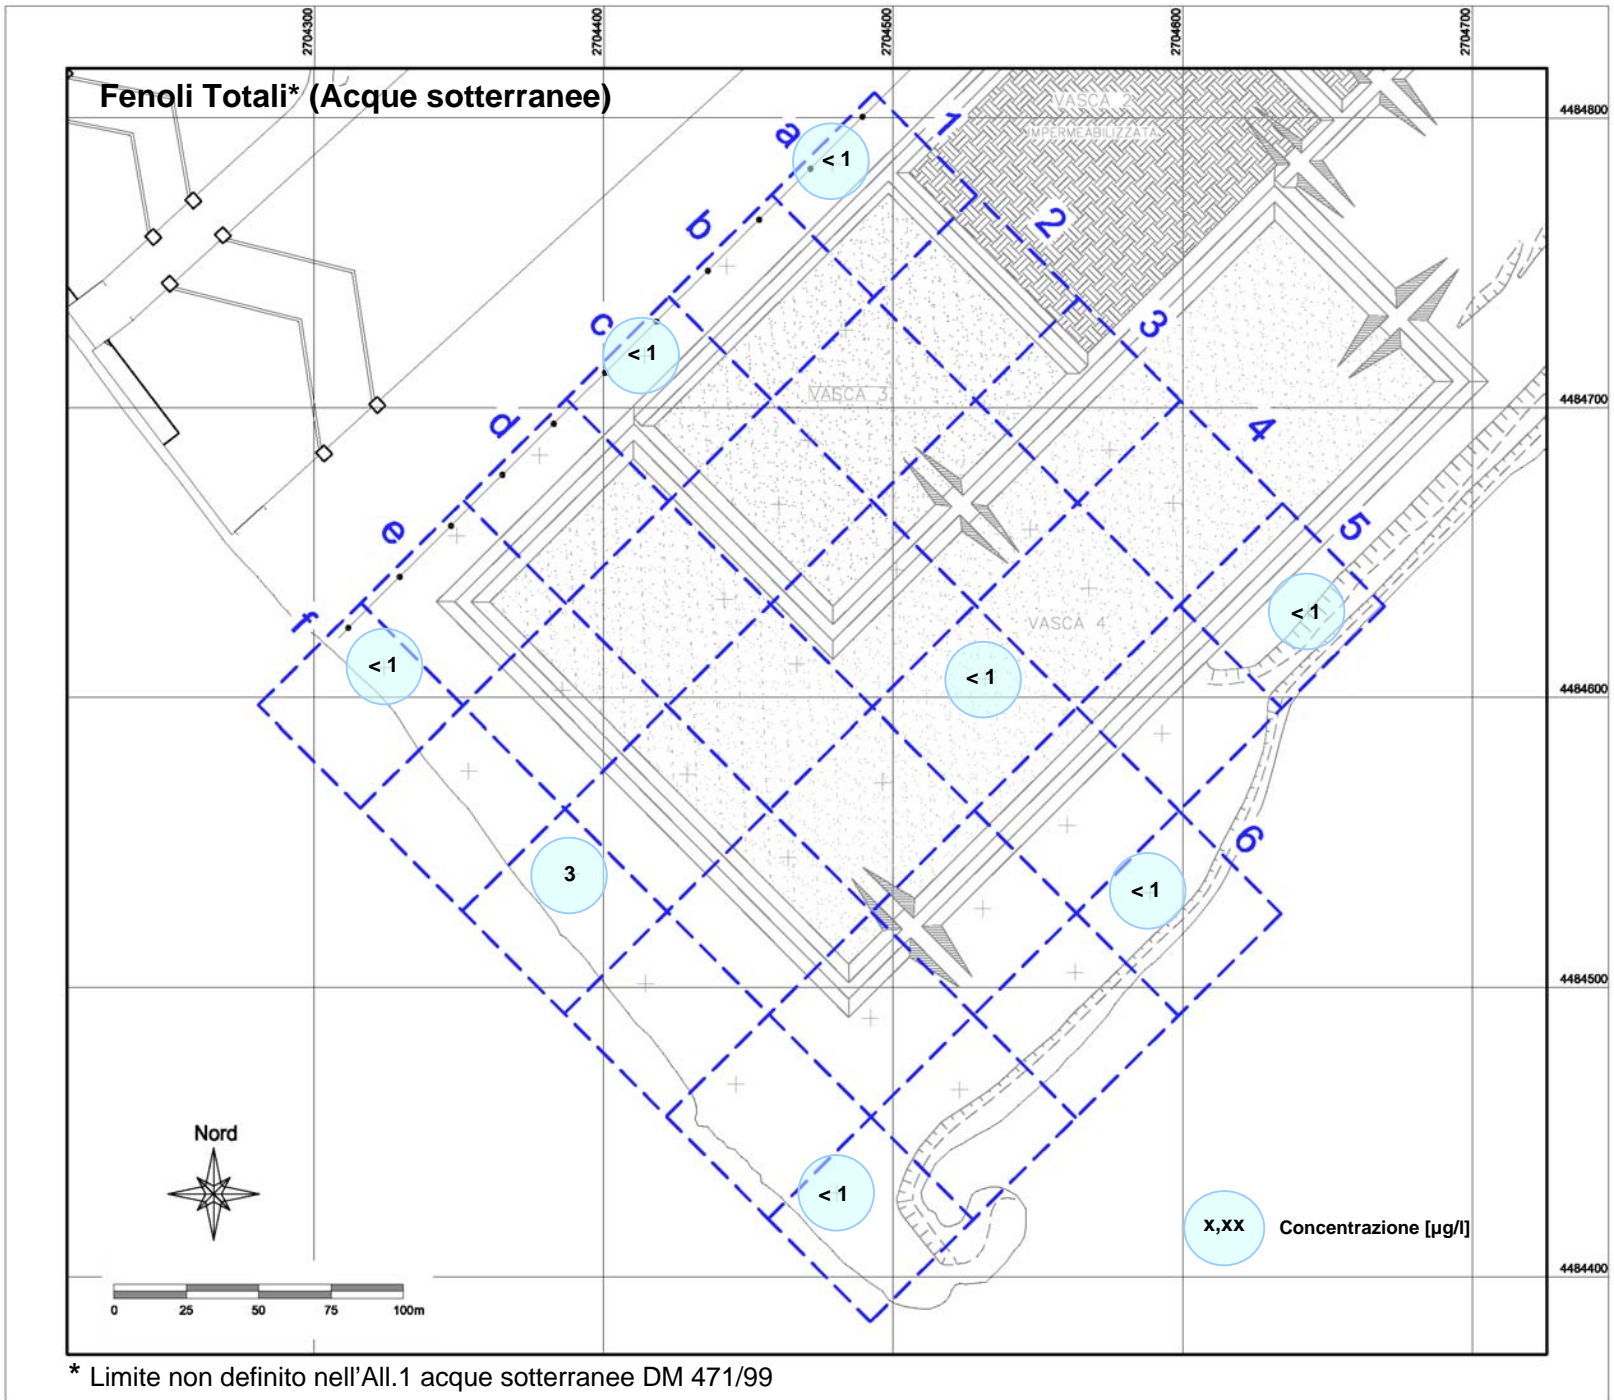 2704300
2704400
2704500
2704600
2704700
Fenoli Totali* (Acque sotterranee)
4484800
4484700
4484600
4484500
4484400
VASCA 2
IMPERMEABILIZZATA
VASCA 3
VASCA 4
a
b
c
d
e
f
1
2
3
4
5
6
< 1
< 1
< 1
< 1
< 1
3
< 1
< 1
Nord
0 25 50 75 100m
x,xx Concentrazione [µg/l]
* Limite non definito nell'All.1 acque sotterranee DM 471/99